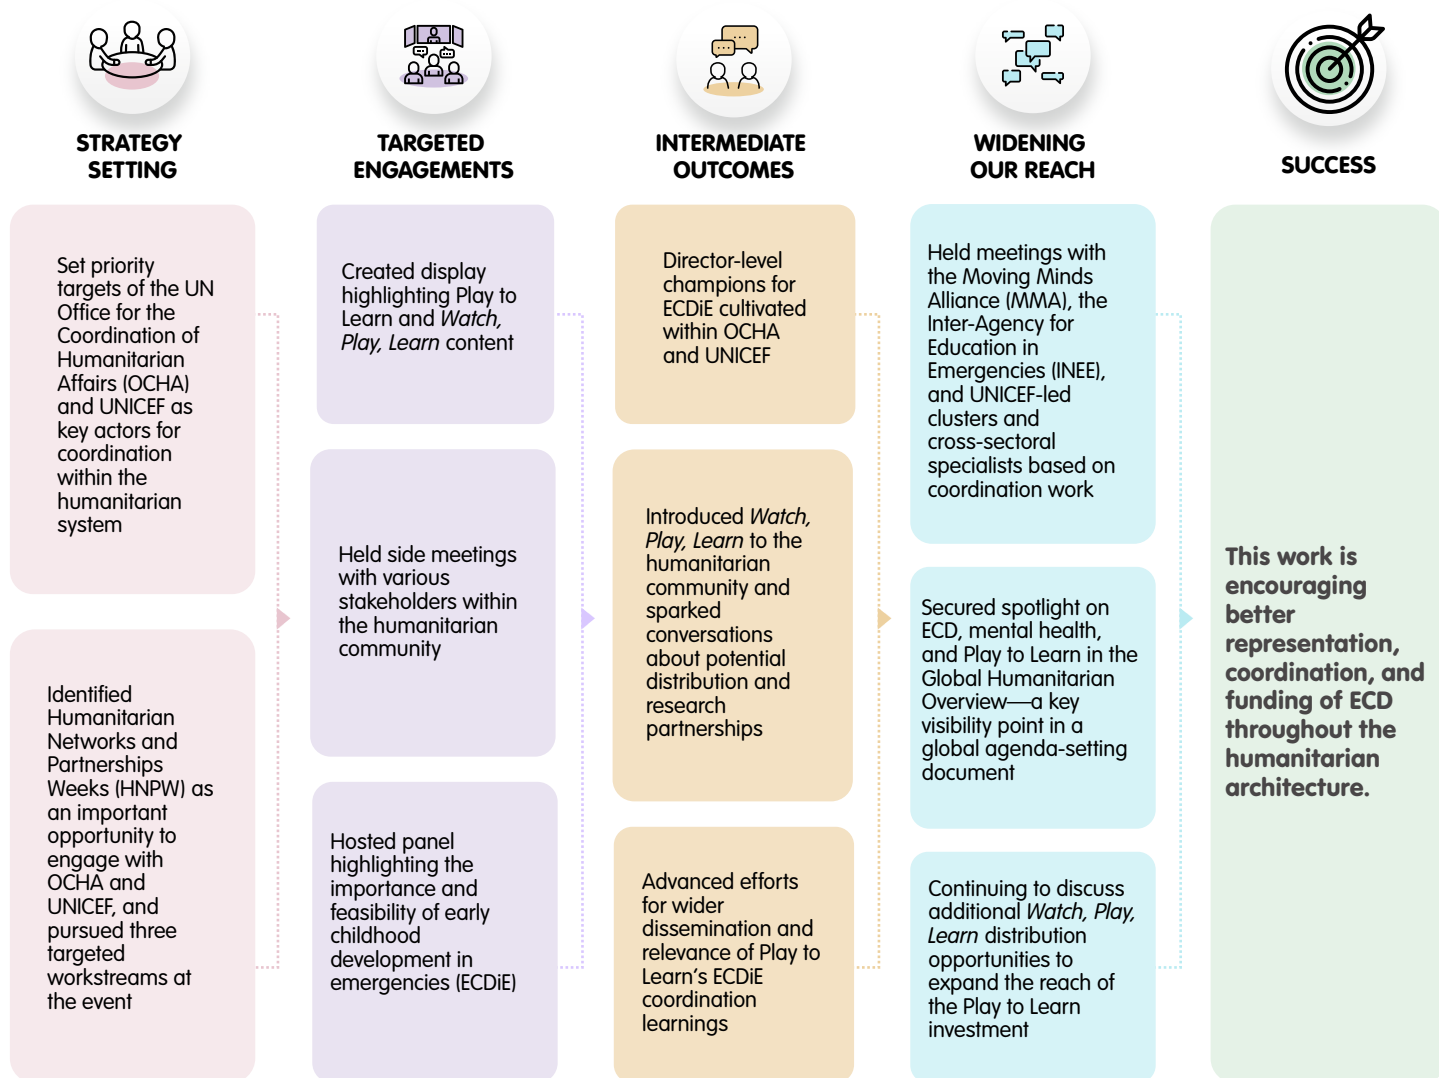 STRATEGY
SETTING
Set priority
targets of the UN
Office for the
Coordination of
Humanitarian
Affairs (OCHA)
and UNICEF as
key actors for
coordination
within the
humanitarian
system
Identified
Humanitarian
Networks and
Partnerships
Weeks (HNPW) as
an important
opportunity to
engage with
OCHA and
UNICEF, and
pursued three
targeted
workstreams at
the event
TARGETED
ENGAGEMENTS
Created display
highlighting Play to
Learn and Watch,
Play, Learn content
Held side meetings
with various
stakeholders within
the humanitarian
community
Hosted panel
highlighting the
importance and
feasibility of early
childhood
development in
emergencies (ECDiE)
INTERMEDIATE
OUTCOMES
Director-level
champions for
ECDiE cultivated
within OCHA
and UNICEF
Introduced Watch,
Play, Learn to the
humanitarian
community and
sparked
conversations
about potential
distribution and
research
partnerships
Advanced efforts
for wider
dissemination and
relevance of Play to
Learn’s ECDiE
coordination
learnings
WIDENING
OUR REACH
Held meetings with
the Moving Minds
Alliance (MMA), the
Inter-Agency for
Education in
Emergencies (INEE),
and UNICEF-led
clusters and
cross-sectoral
specialists based on
coordination work
Secured spotlight on
ECD, mental health,
and Play to Learn in the
Global Humanitarian
Overview—a key
visibility point in a
global agenda-setting
document
Continuing to discuss
additional Watch, Play,
Learn distribution
opportunities to
expand the reach of
the Play to Learn
investment
SUCCESS
This work is
encouraging
better
representation,
coordination, and
funding of ECD
throughout the
humanitarian
architecture.